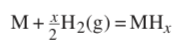 M + x/2 H₂(g) = MHₓ